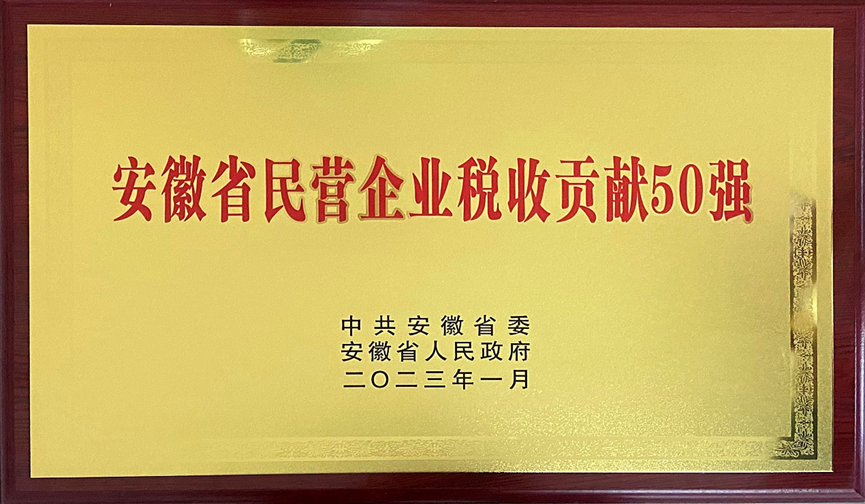 安徽省民营企业税收贡献50强
中共安徽省委
安徽省人民政府
二〇二三年一月